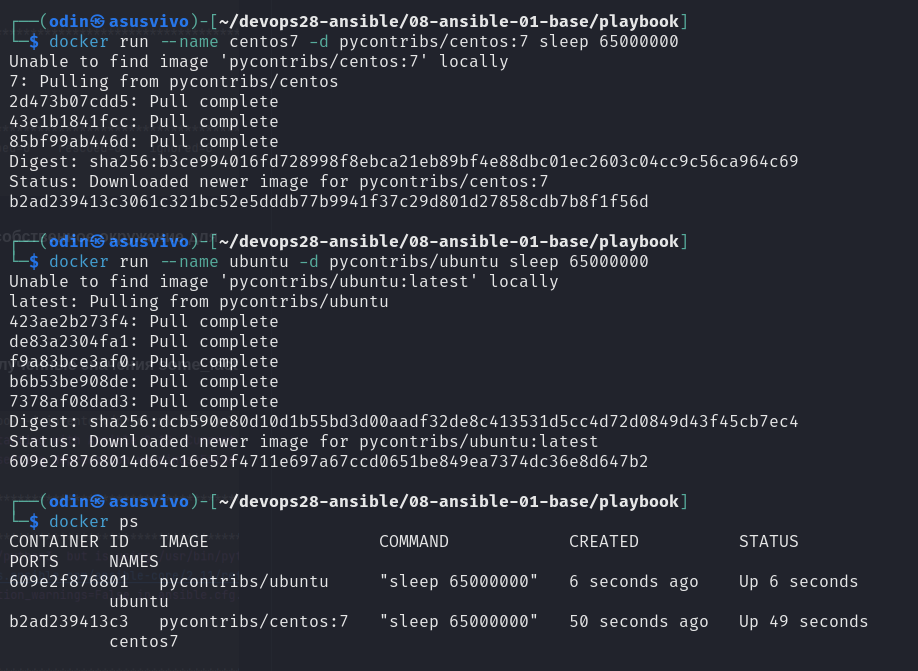 ┌──(odin㉿asusvivo)-[~/devops28-ansible/08-ansible-01-base/playbook]
└─$ docker run --name centos7 -d pycontribs/centos:7 sleep 65000000
Unable to find image 'pycontribs/centos:7' locally
7: Pulling from pycontribs/centos
2d473b07cdd5: Pull complete
43e1b1841fcc: Pull complete
85bf99ab446d: Pull complete
Digest: sha256:b3ce994016fd728998f8ebca21eb89bf4e88dbc01ec2603c04cc9c56ca964c69
Status: Downloaded newer image for pycontribs/centos:7
b2ad239413c3061c321bc52e5dddb77b9941f37c29d801d27858cdb7b8f1f56d
┌──(odin㉿asusvivo)-[~/devops28-ansible/08-ansible-01-base/playbook]
└─$ docker run --name ubuntu -d pycontribs/ubuntu sleep 65000000
Unable to find image 'pycontribs/ubuntu:latest' locally
latest: Pulling from pycontribs/ubuntu
423ae2b273f4: Pull complete
de83a2304fa1: Pull complete
f9a83bce3af0: Pull complete
b6b53be908de: Pull complete
7378af08dad3: Pull complete
Digest: sha256:dcb590e80d10d1b55bd3d00aadf32de8c413531d5cc4d72d0849d43f45cb7ec4
Status: Downloaded newer image for pycontribs/ubuntu:latest
609e2f8768014d64c16e52f4711e697a67ccd0651be849ea7374dc36e8d647b2
┌──(odin㉿asusvivo)-[~/devops28-ansible/08-ansible-01-base/playbook]
└─$ docker ps
CONTAINER ID   IMAGE                 COMMAND            CREATED          STATUS
PORTS     NAMES
609e2f876801   pycontribs/ubuntu     "sleep 65000000"   6 seconds ago    Up 6 seconds
ubuntu
b2ad239413c3   pycontribs/centos:7   "sleep 65000000"   50 seconds ago   Up 49 seconds
centos7